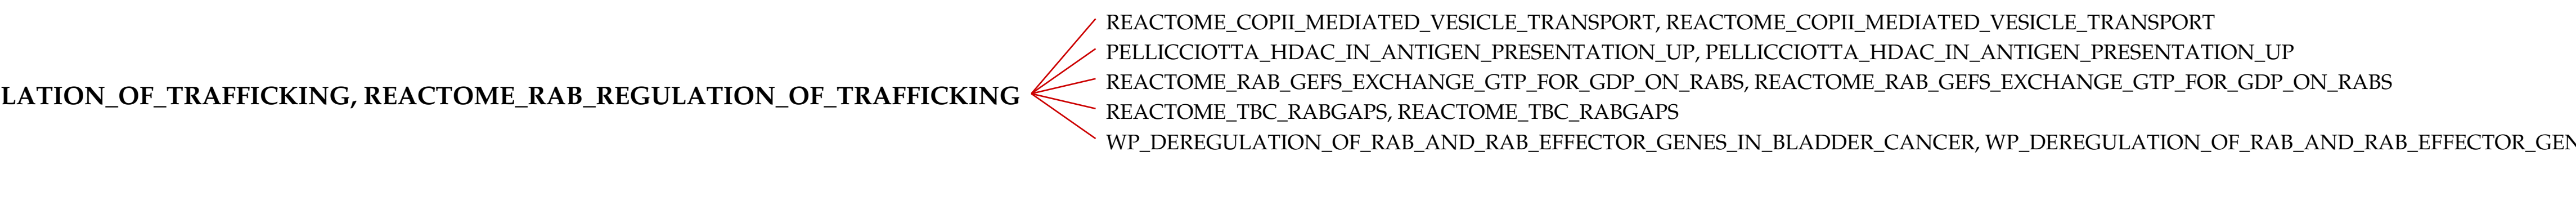 REACTOME_COPII_MEDIATED_VESICLE_TRANSPORT, REACTOME_COPII_MEDIATED_VESICLE_TRANSPORT
PELLICCIOTTA_HDAC_IN_ANTIGEN_PRESENTATION_UP, PELLICCIOTTA_HDAC_IN_ANTIGEN_PRESENTATION_UP
REACTOME_RAB_GEFS_EXCHANGE_GTP_FOR_GDP_ON_RABS, REACTOME_RAB_GEFS_EXCHANGE_GTP_FOR_GDP_ON_RABS
LATION_OF_TRAFFICKING, REACTOME_RAB_REGULATION_OF_TRAFFICKING
REACTOME_TBC_RABGAPS, REACTOME_TBC_RABGAPS
WP_DEREGULATION_OF_RAB_AND_RAB_EFFECTOR_GENES_IN_BLADDER_CANCER, WP_DEREGULATION_OF_RAB_AND_RAB_EFFECTOR_GEN